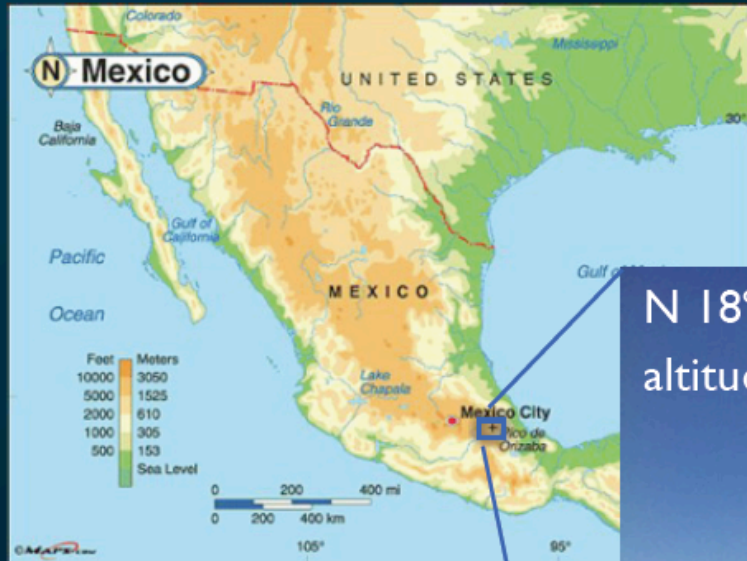 Colorado
N Mexico
Mississippi
UNITED STATES
Rio
Grande
Baja
California
30°
Gulf of
California
Pacific
Ocean
Gulf of
MEXICO
N 18°
altitud
Feet Meters
10000 3050
5000 1525
2000 610
1000 305
500 153
Sea Level
Lake
Chapala
Mexico City
Pico de
Orizaba
0 200 400 mi
0 200 400 km
©MAPS.com
105°
95°